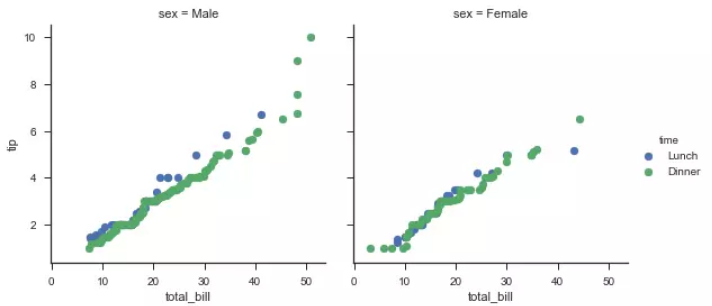 sex = Male
sex = Female
10
8
6
4
2
tip
0
10
20
30
40
50
total_bill
0
10
20
30
40
50
total_bill
time
Lunch
Dinner